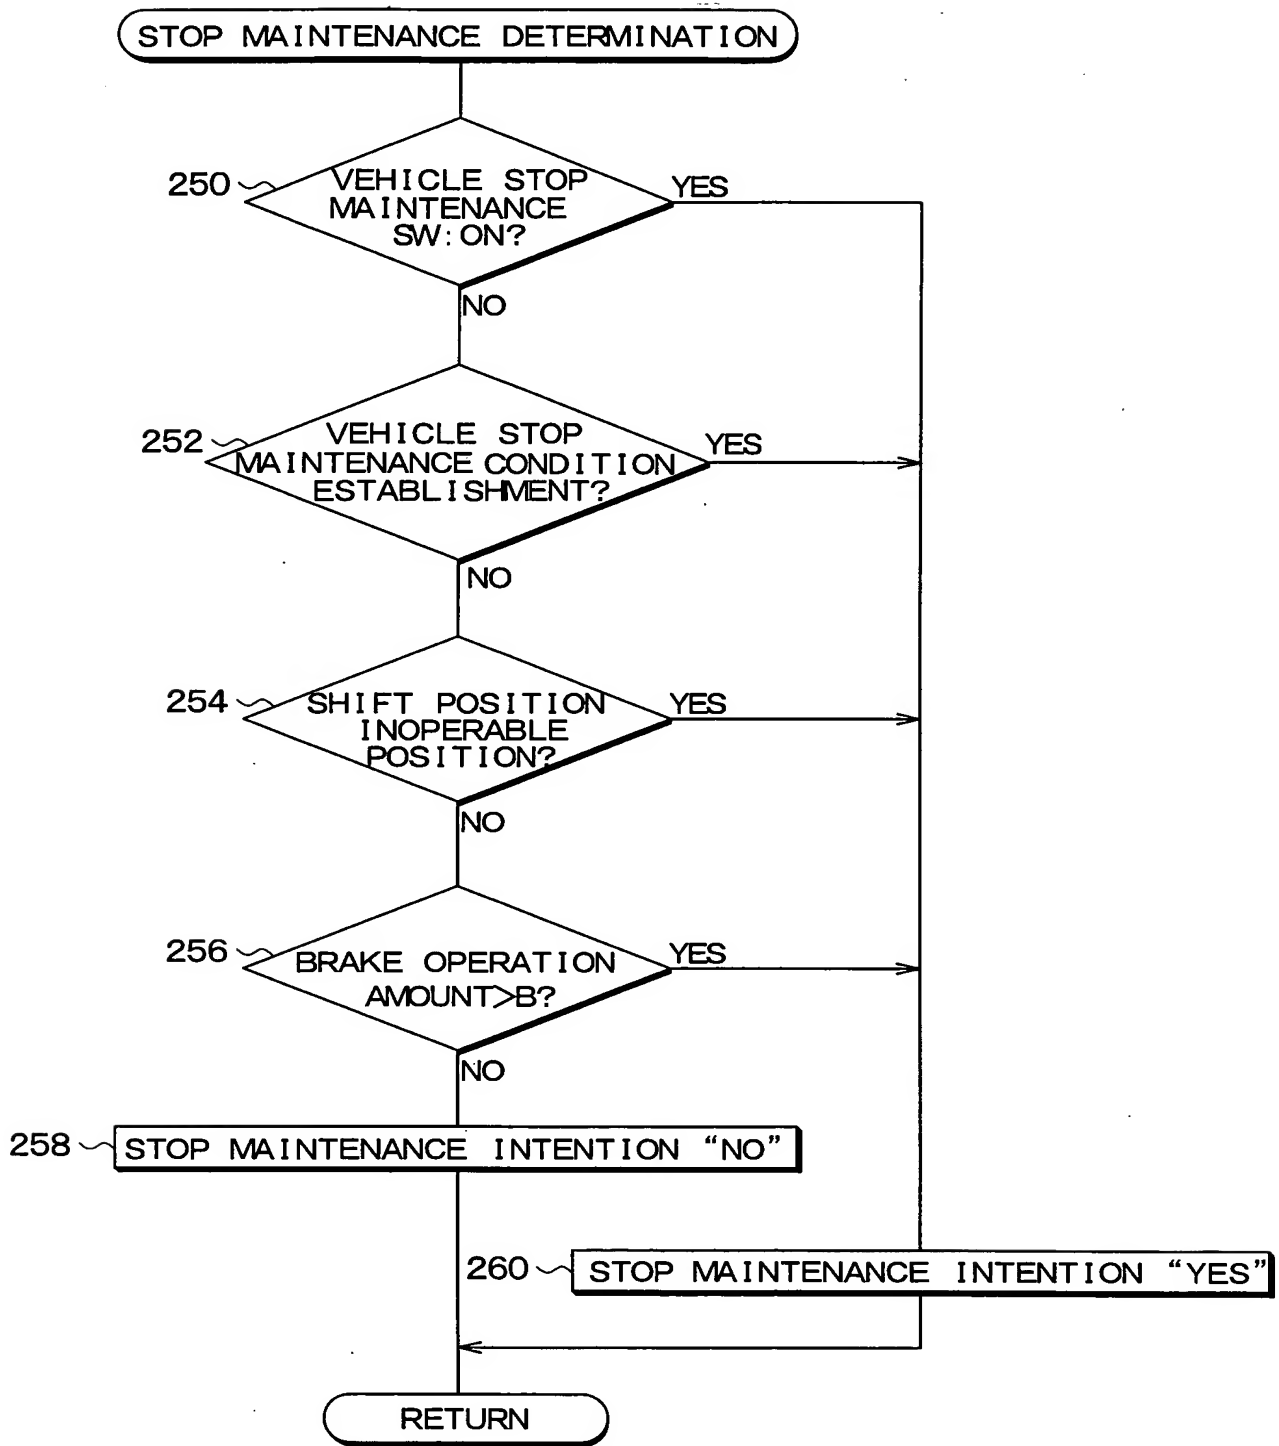 STOP MAINTENANCE DETERMINATION
250
VEHICLE STOP
MAINTENANCE
SW:ON?
YES
NO
252
VEHICLE STOP
MAINTENANCE CONDITION
ESTABLISHMENT?
YES
NO
254
SHIFT POSITION
INOPERABLE
POSITION?
YES
NO
256
BRAKE OPERATION
AMOUNT>B?
YES
NO
258
STOP MAINTENANCE INTENTION “NO”
260
STOP MAINTENANCE INTENTION “YES”
RETURN